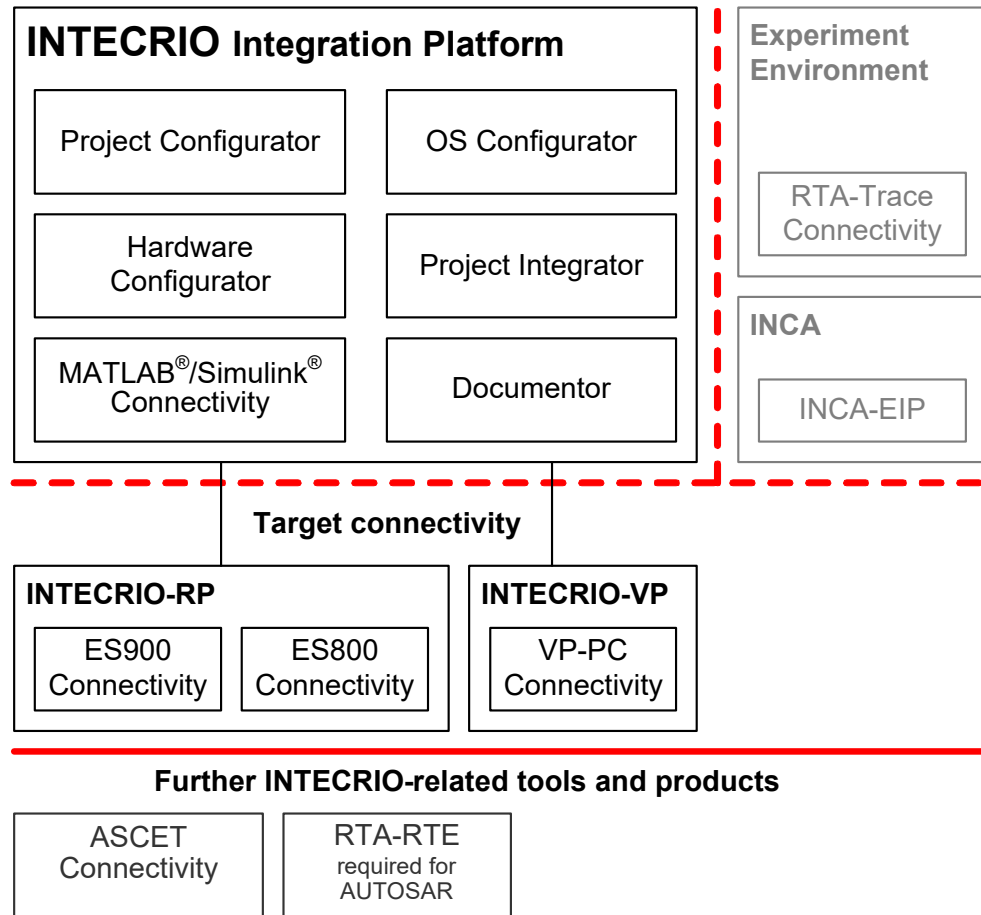 INTECRIO Integration Platform
Project Configurator
OS Configurator
Hardware
Configurator
Project Integrator
MATLAB®/Simulink®
Connectivity
Documentor
Experiment
Environment
RTA-Trace
Connectivity
INCA
INCA-EIP
Target connectivity
INTECRIO-RP
ES900
Connectivity
ES800
Connectivity
INTECRIO-VP
VP-PC
Connectivity
Further INTECRIO-related tools and products
ASCET
Connectivity
RTA-RTE
required for
AUTOSAR